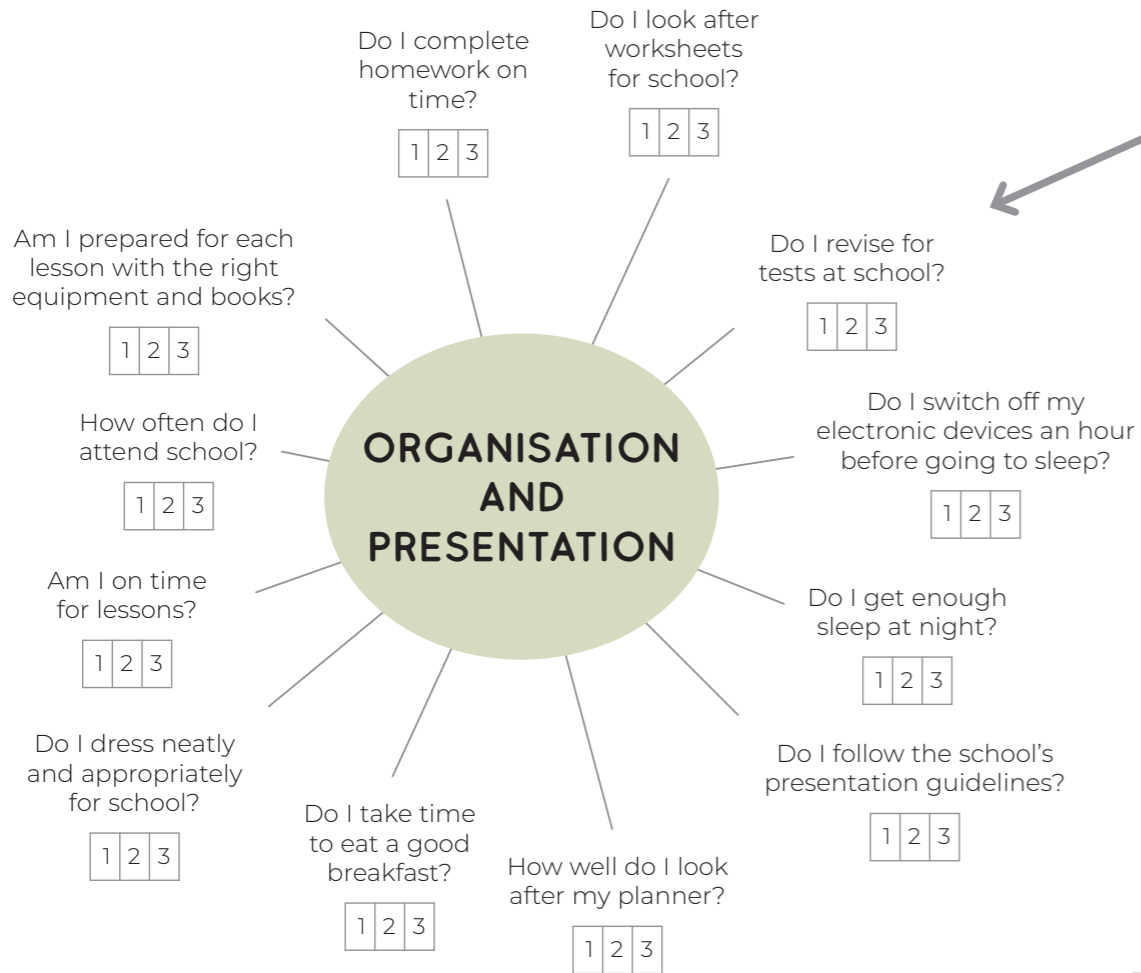 Do I complete
homework on
time?
1 2 3
Do I look after
worksheets
for school?
1 2 3
Do I revise for
tests at school?
1 2 3
Do I switch off my
electronic devices an hour
before going to sleep?
1 2 3
Do I get enough
sleep at night?
1 2 3
Do I follow the school’s
presentation guidelines?
1 2 3
How well do I look
after my planner?
1 2 3
Do I take time
to eat a good
breakfast?
1 2 3
Do I dress neatly
and appropriately
for school?
1 2 3
Am I on time
for lessons?
1 2 3
How often do I
attend school?
1 2 3
Am I prepared for each
lesson with the right
equipment and books?
1 2 3
ORGANISATION
AND
PRESENTATION